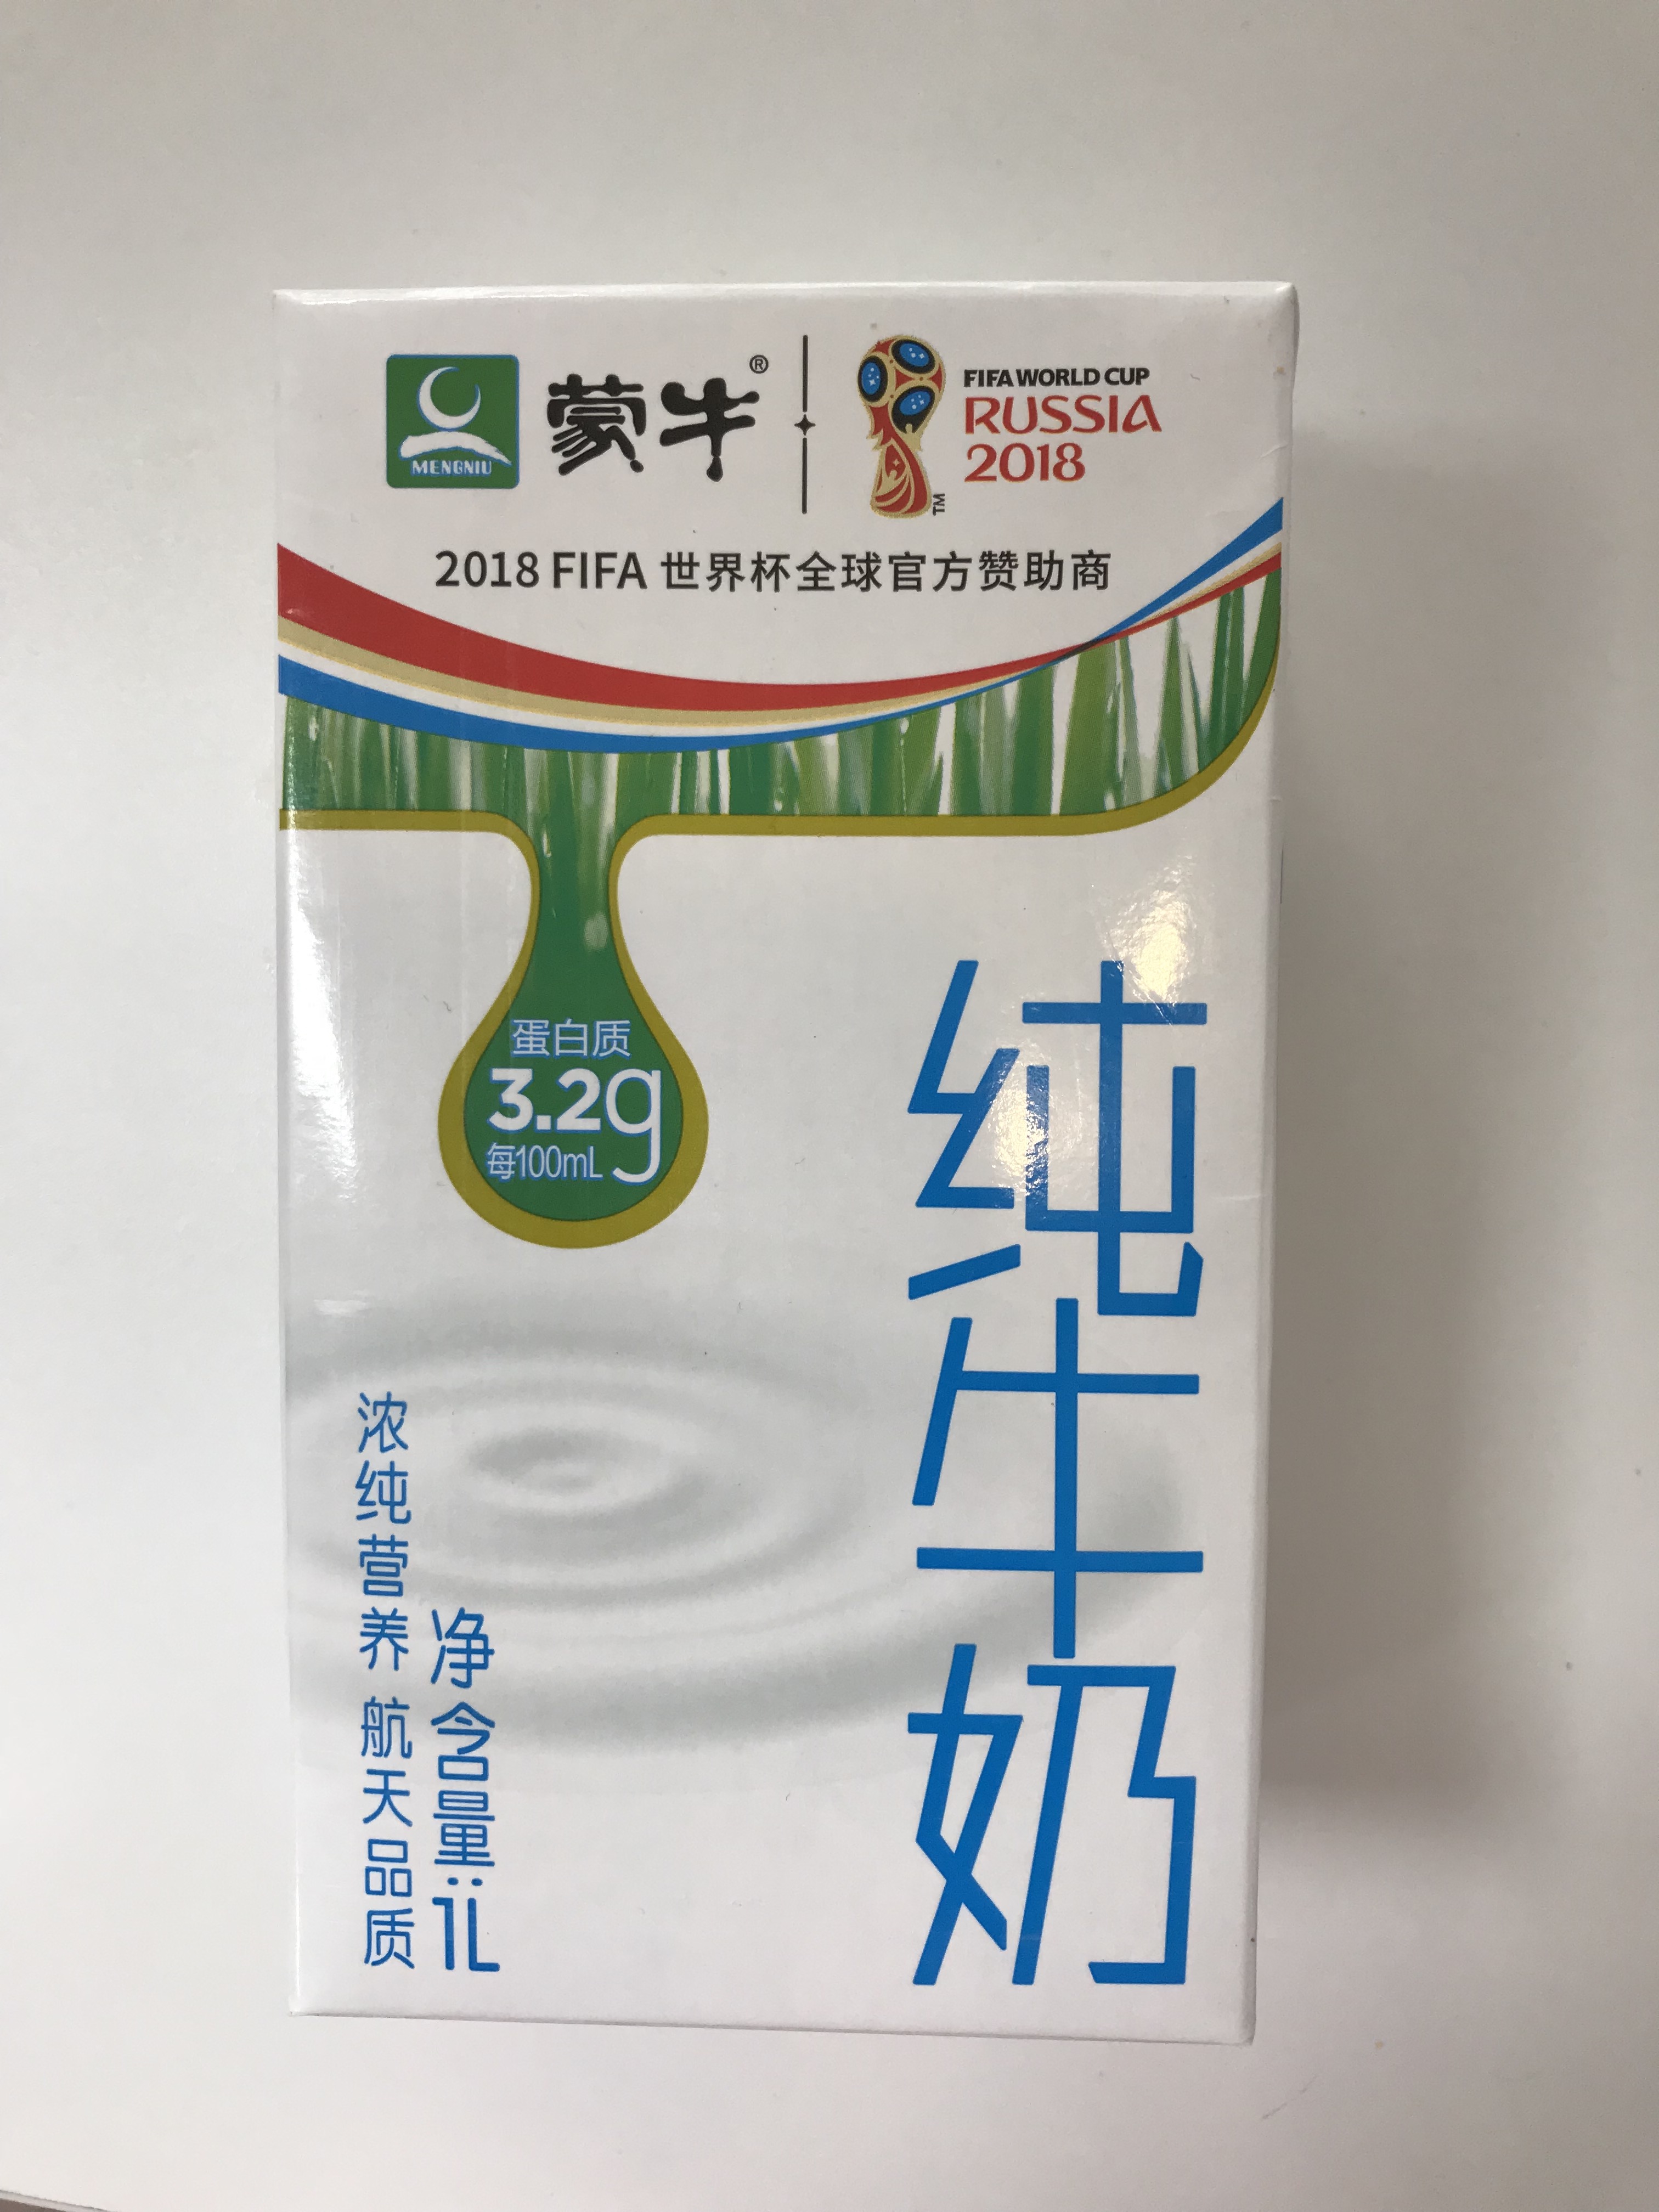 MENGNIU
蒙牛®
FIFA WORLD CUP
RUSSIA
2018
TM
2018 FIFA 世界杯全球官方赞助商
蛋白质
3.2g
每100mL
纯牛奶
浓纯营养 航天品质
净含量:1L